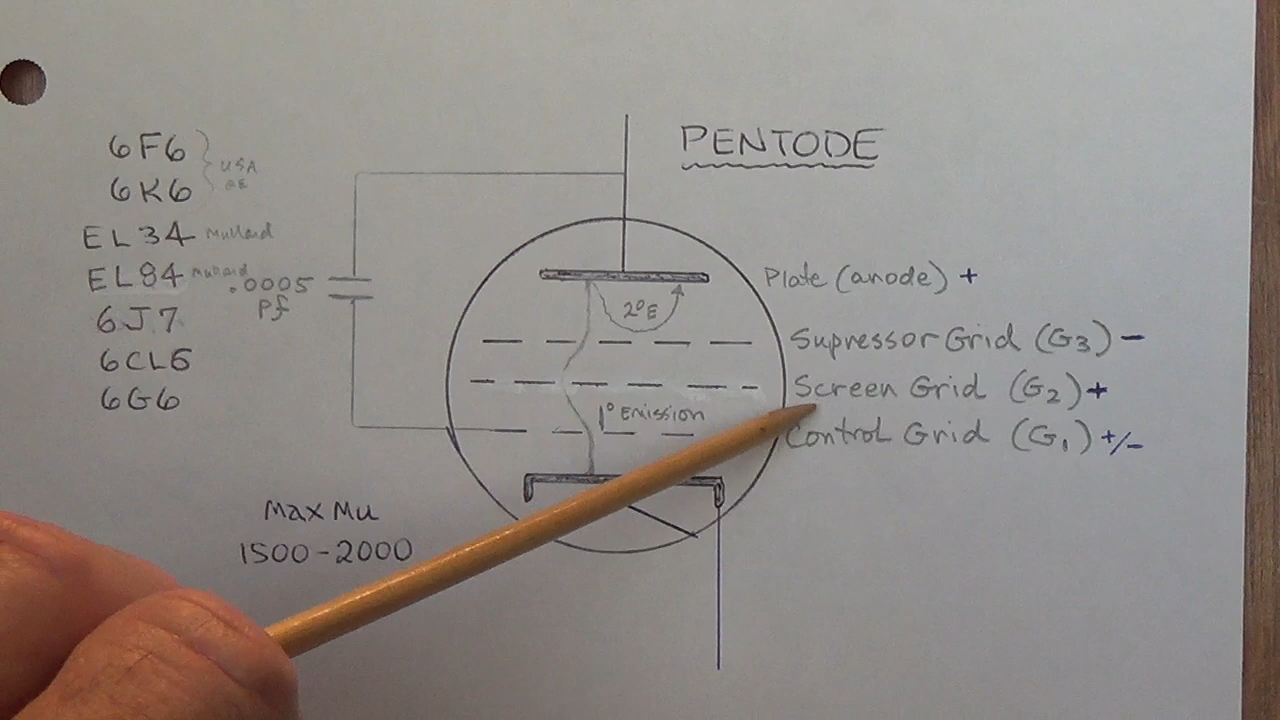 PENTODE
6F6
6K6
USA
EL34 Mullard
EL84 Mullard
6J7
6CL6
6G6
.0005
pf
Plate (anode) +
2°E
Supressor Grid (G3) -
Screen Grid (G2) +
1° Emission
Control Grid (G1) +/-
Max Mu
1500-2000